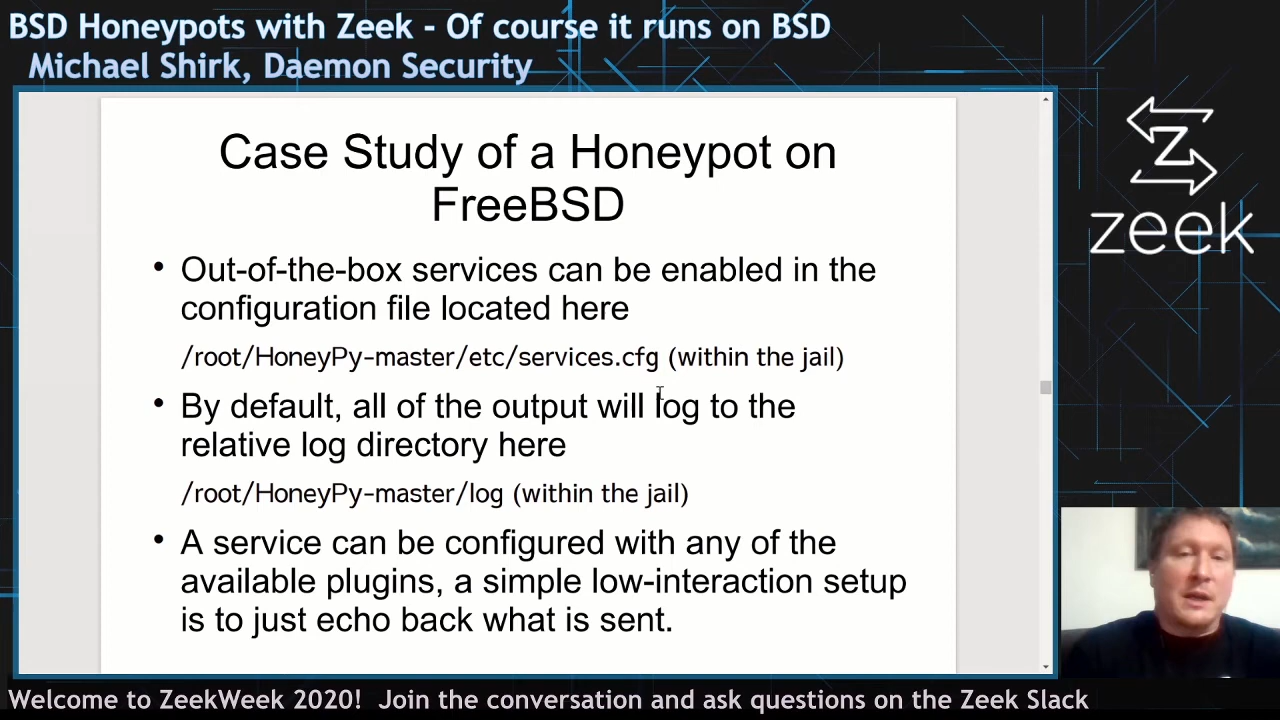 BSD Honeypots with Zeek - Of course it runs on BSD
Michael Shirk, Daemon Security
Case Study of a Honeypot on
FreeBSD
• Out-of-the-box services can be enabled in the
configuration file located here
/root/HoneyPy-master/etc/services.cfg (within the jail)
• By default, all of the output will log to the
relative log directory here
/root/HoneyPy-master/log (within the jail)
• A service can be configured with any of the
available plugins, a simple low-interaction setup
is to just echo back what is sent.
Z
zeek
Welcome to ZeekWeek 2020! Join the conversation and ask questions on the Zeek Slack